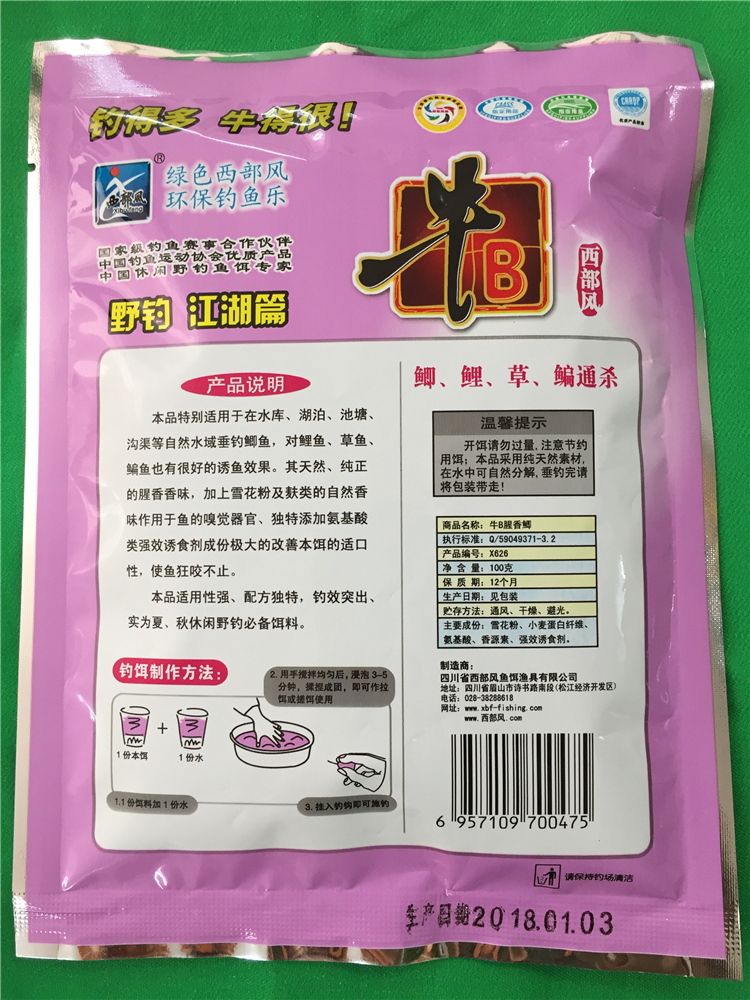 钓得多 牛得很!
CAASS
指定用品
指定用品
CAAQP
优质产品标志
西部风
Xibufeng
®
绿色西部风
环保钓鱼乐
国家级钓鱼赛事合作伙伴
中国钓鱼运动协会优质产品
中国休闲野钓鱼饵专家
野钓 江湖篇
牛B
西部风
产品说明
本品特别适用于在水库、湖泊、池塘、
沟渠等自然水域垂钓鲫鱼,对鲤鱼、草鱼、
鳊鱼也有很好的诱鱼效果。其天然、纯正
的腥香香味,加上雪花粉及麸类的自然香
味作用于鱼的嗅觉器官、独特添加氨基酸
类强效诱食剂成份极大的改善本饵的适口
性,使鱼狂咬不止。
本品适用性强、配方独特,钓效突出、
实为夏、秋休闲野钓必备饵料。
钓饵制作方法:
1份本饵
+
1份水
1.1份饵料加1份水
2.用手搅拌均匀后,浸泡3-5
分钟,揉捏成团,即可作拉
饵或搓饵使用
3.挂入钓钩即可施钓
鲫、鲤、草、鳊通杀
温馨提示
开饵请勿过量,注意节约
用饵;本品采用纯天然素材,
在水中可自然分解,垂钓完请
将包装带走!
商品名称:牛B腥香鲫
执行标准:Q/59049371-3.2
产品编号:X626
净 含 量:100克
保 质 期:12个月
生产日期:见包装
贮存方法:通风、干燥、避光。
主要成份:雪花粉、小麦蛋白纤维、
氨基酸、香源素、强效诱食剂。
制造商:
四川省西部风鱼饵渔具有限公司
地址:四川省眉山市诗书路南段(松江经济开发区)
电话:028-38288618
网址:www.xbf-fishing.com
www.西部风.com
6 957109 700475
请保持钓场清洁
生产日期2018.01.03